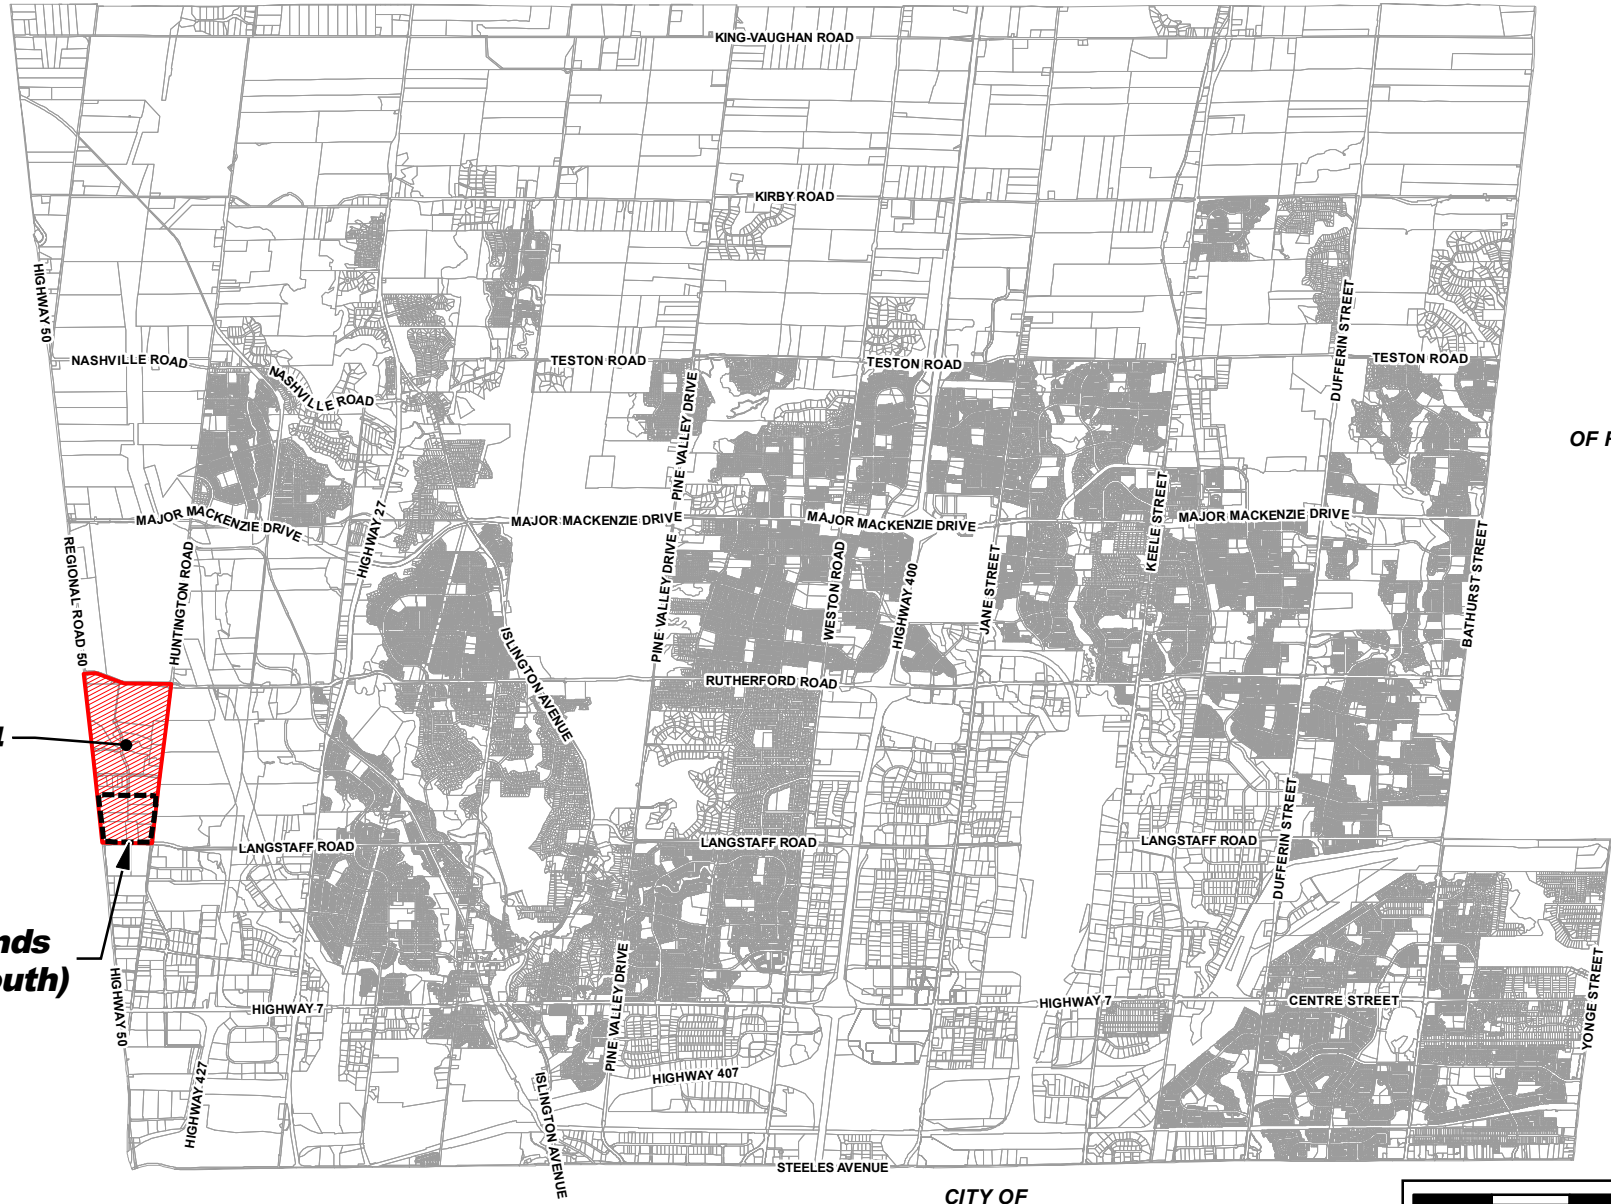 KING-VAUGHAN ROAD
KIRBY ROAD
HIGHWAY 50
DUFFERIN STREET
NASHVILLE ROAD
TESTON ROAD
TESTON ROAD
TESTON ROAD
NASHVILLE ROAD
PINE VALLEY DRIVE
OF
MAJOR MACKENZIE DRIVE
MAJOR MACKENZIE DRIVE
MAJOR MACKENZIE DRIVE
MAJOR MACKENZIE DRIVE
HIGHWAY 27
KEELE STREET
REGIONAL ROAD 50
HUNTINGTON ROAD
PINE VALLEY DRIVE
WESTON ROAD
HIGHWAY 400
JANE STREET
BATHURST STREET
ISLINGTON AVENUE
RUTHERFORD ROAD
DUFFERIN STREET
LANGSTAFF ROAD
LANGSTAFF ROAD
LANGSTAFF ROAD
nds
outh)
HIGHWAY 50
HIGHWAY 7
PINE VALLEY DRIVE
HIGHWAY 7
CENTRE STREET
YONGE STREET
HIGHWAY 427
HIGHWAY 407
ISLINGTON AVENUE
STEELES AVENUE
CITY OF